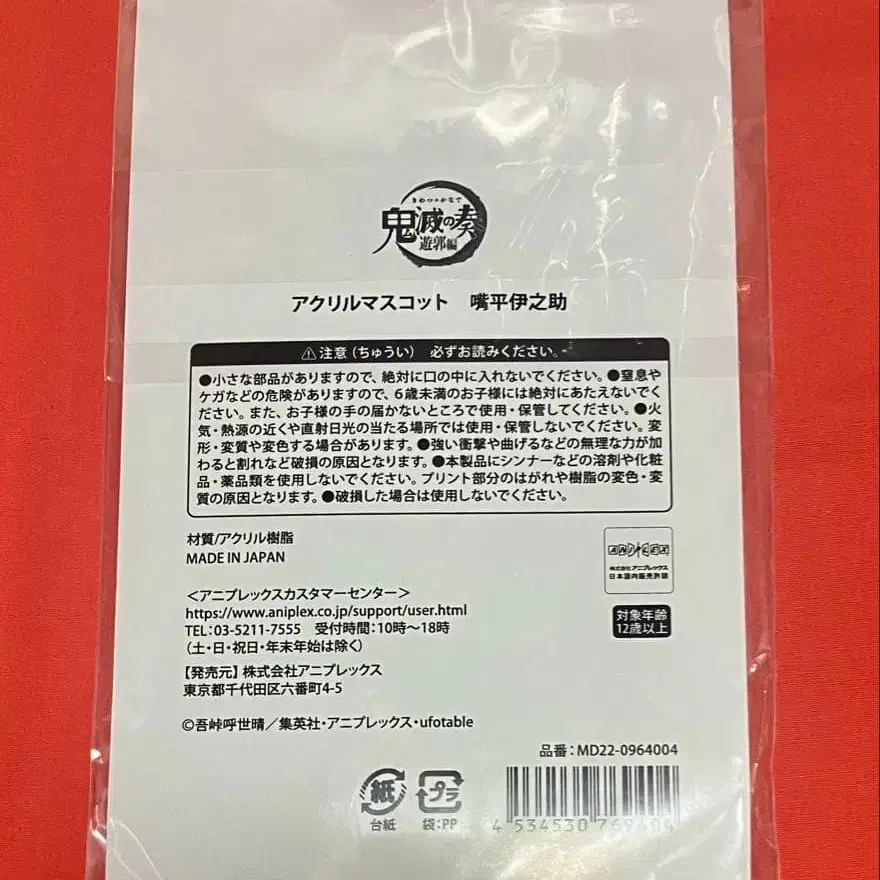 きめつのかなで
鬼滅の奏
遊郭編
アクリルマスコット 嘴平伊之助
⚠注意（ちゅうい） 必ずお読みください。
●小さな部品がありますので、絶対に口の中に入れないでください。●窒息や
ケガなどの危険がありますので、6歳未満のお子様には絶対にあたえないでく
ださい。また、お子様の手の届かないところで使用・保管してください。●火
気・熱源の近くや直射日光の当たる場所では使用・保管しないでください。変
形・変質や変色する場合があります。●強い衝撃や曲げるなどの無理な力が加
わると割れなど破損の原因となります。●本製品にシンナーなどの溶剤や化粧
品・薬品類を使用しないでください。プリント部分のはがれや樹脂の変色・変
質の原因となります。●破損した場合は使用しないでください。
材質/アクリル樹脂
MADE IN JAPAN
ANIPLEX
株式会社アニプレックス
日本国内販売許諾
＜アニプレックスカスタマーセンター＞
https://www.aniplex.co.jp/support/user.html
TEL:03-5211-7555 受付時間:10時～18時
（土・日・祝日・年末年始は除く）
対象年齢
12歳以上
【発売元】株式会社アニプレックス
東京都千代田区六番町4-5
©吾峠呼世晴／集英社・アニプレックス・ufotable
品番：MD22-0964004
紙
台紙
プラ
袋：PP
4 534530